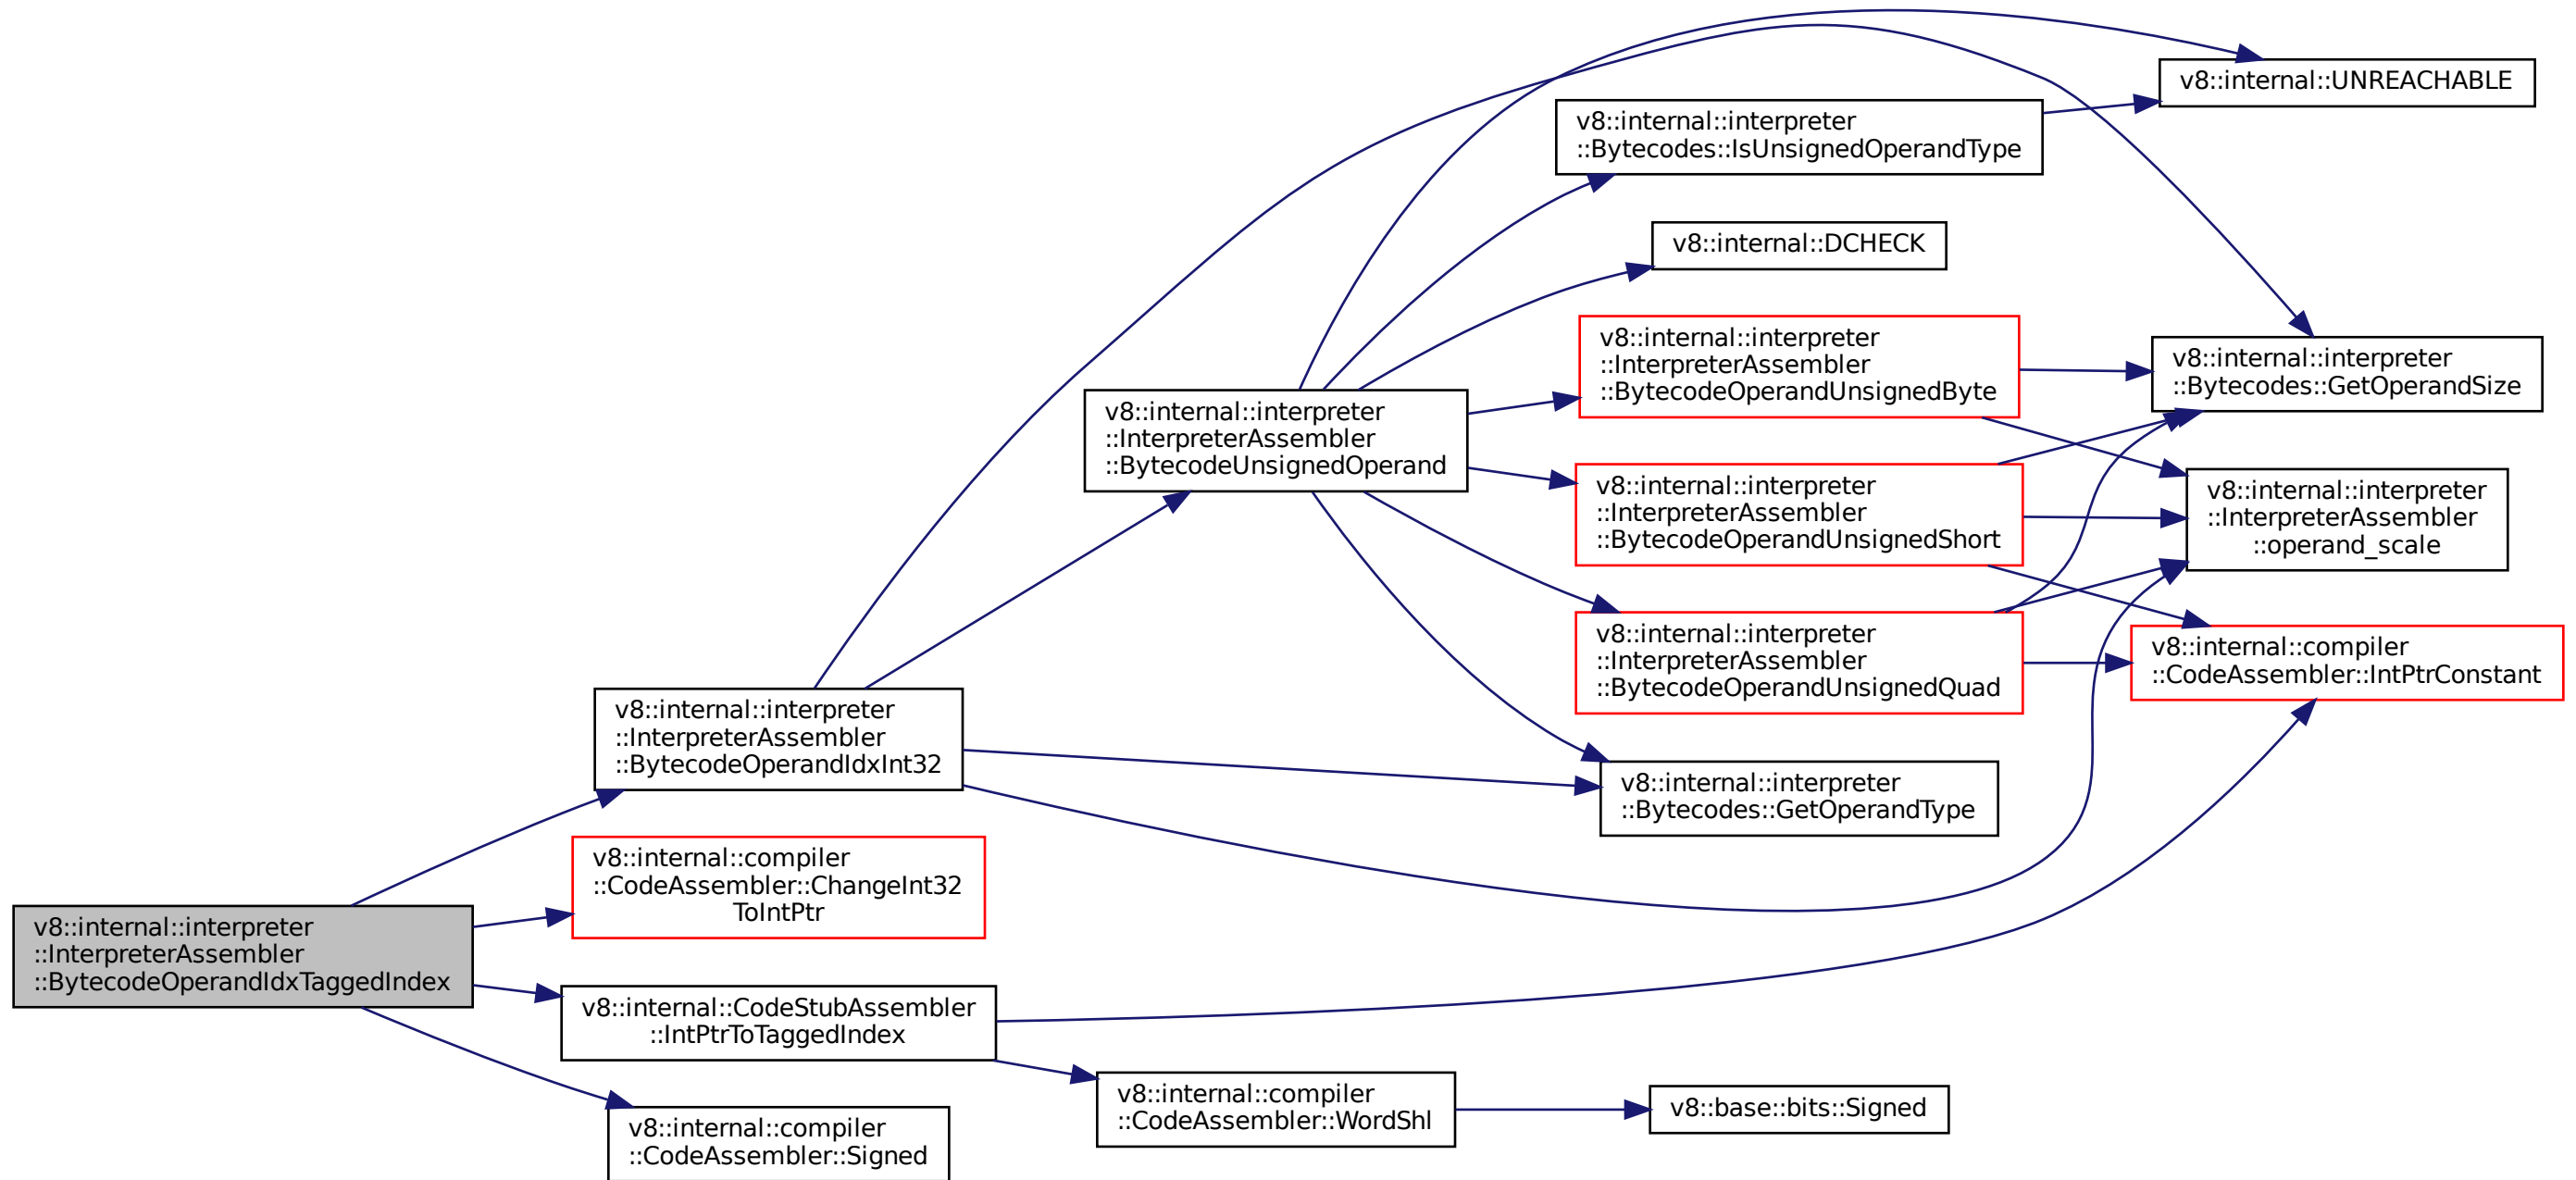 v8::internal::interpreter
::InterpreterAssembler
::BytecodeOperandIdxTaggedIndex
v8::internal::interpreter
::InterpreterAssembler
::BytecodeOperandIdxInt32
v8::internal::compiler
::CodeAssembler::ChangeInt32
ToIntPtr
v8::internal::CodeStubAssembler
::IntPtrToTaggedIndex
v8::internal::compiler
::CodeAssembler::Signed
v8::internal::interpreter
::InterpreterAssembler
::BytecodeUnsignedOperand
v8::internal::compiler
::CodeAssembler::WordShl
v8::internal::interpreter
::Bytecodes::IsUnsignedOperandType
v8::internal::DCHECK
v8::internal::interpreter
::InterpreterAssembler
::BytecodeOperandUnsignedByte
v8::internal::interpreter
::InterpreterAssembler
::BytecodeOperandUnsignedShort
v8::internal::interpreter
::InterpreterAssembler
::BytecodeOperandUnsignedQuad
v8::internal::interpreter
::Bytecodes::GetOperandType
v8::base::bits::Signed
v8::internal::UNREACHABLE
v8::internal::interpreter
::Bytecodes::GetOperandSize
v8::internal::interpreter
::InterpreterAssembler
::operand_scale
v8::internal::compiler
::CodeAssembler::IntPtrConstant